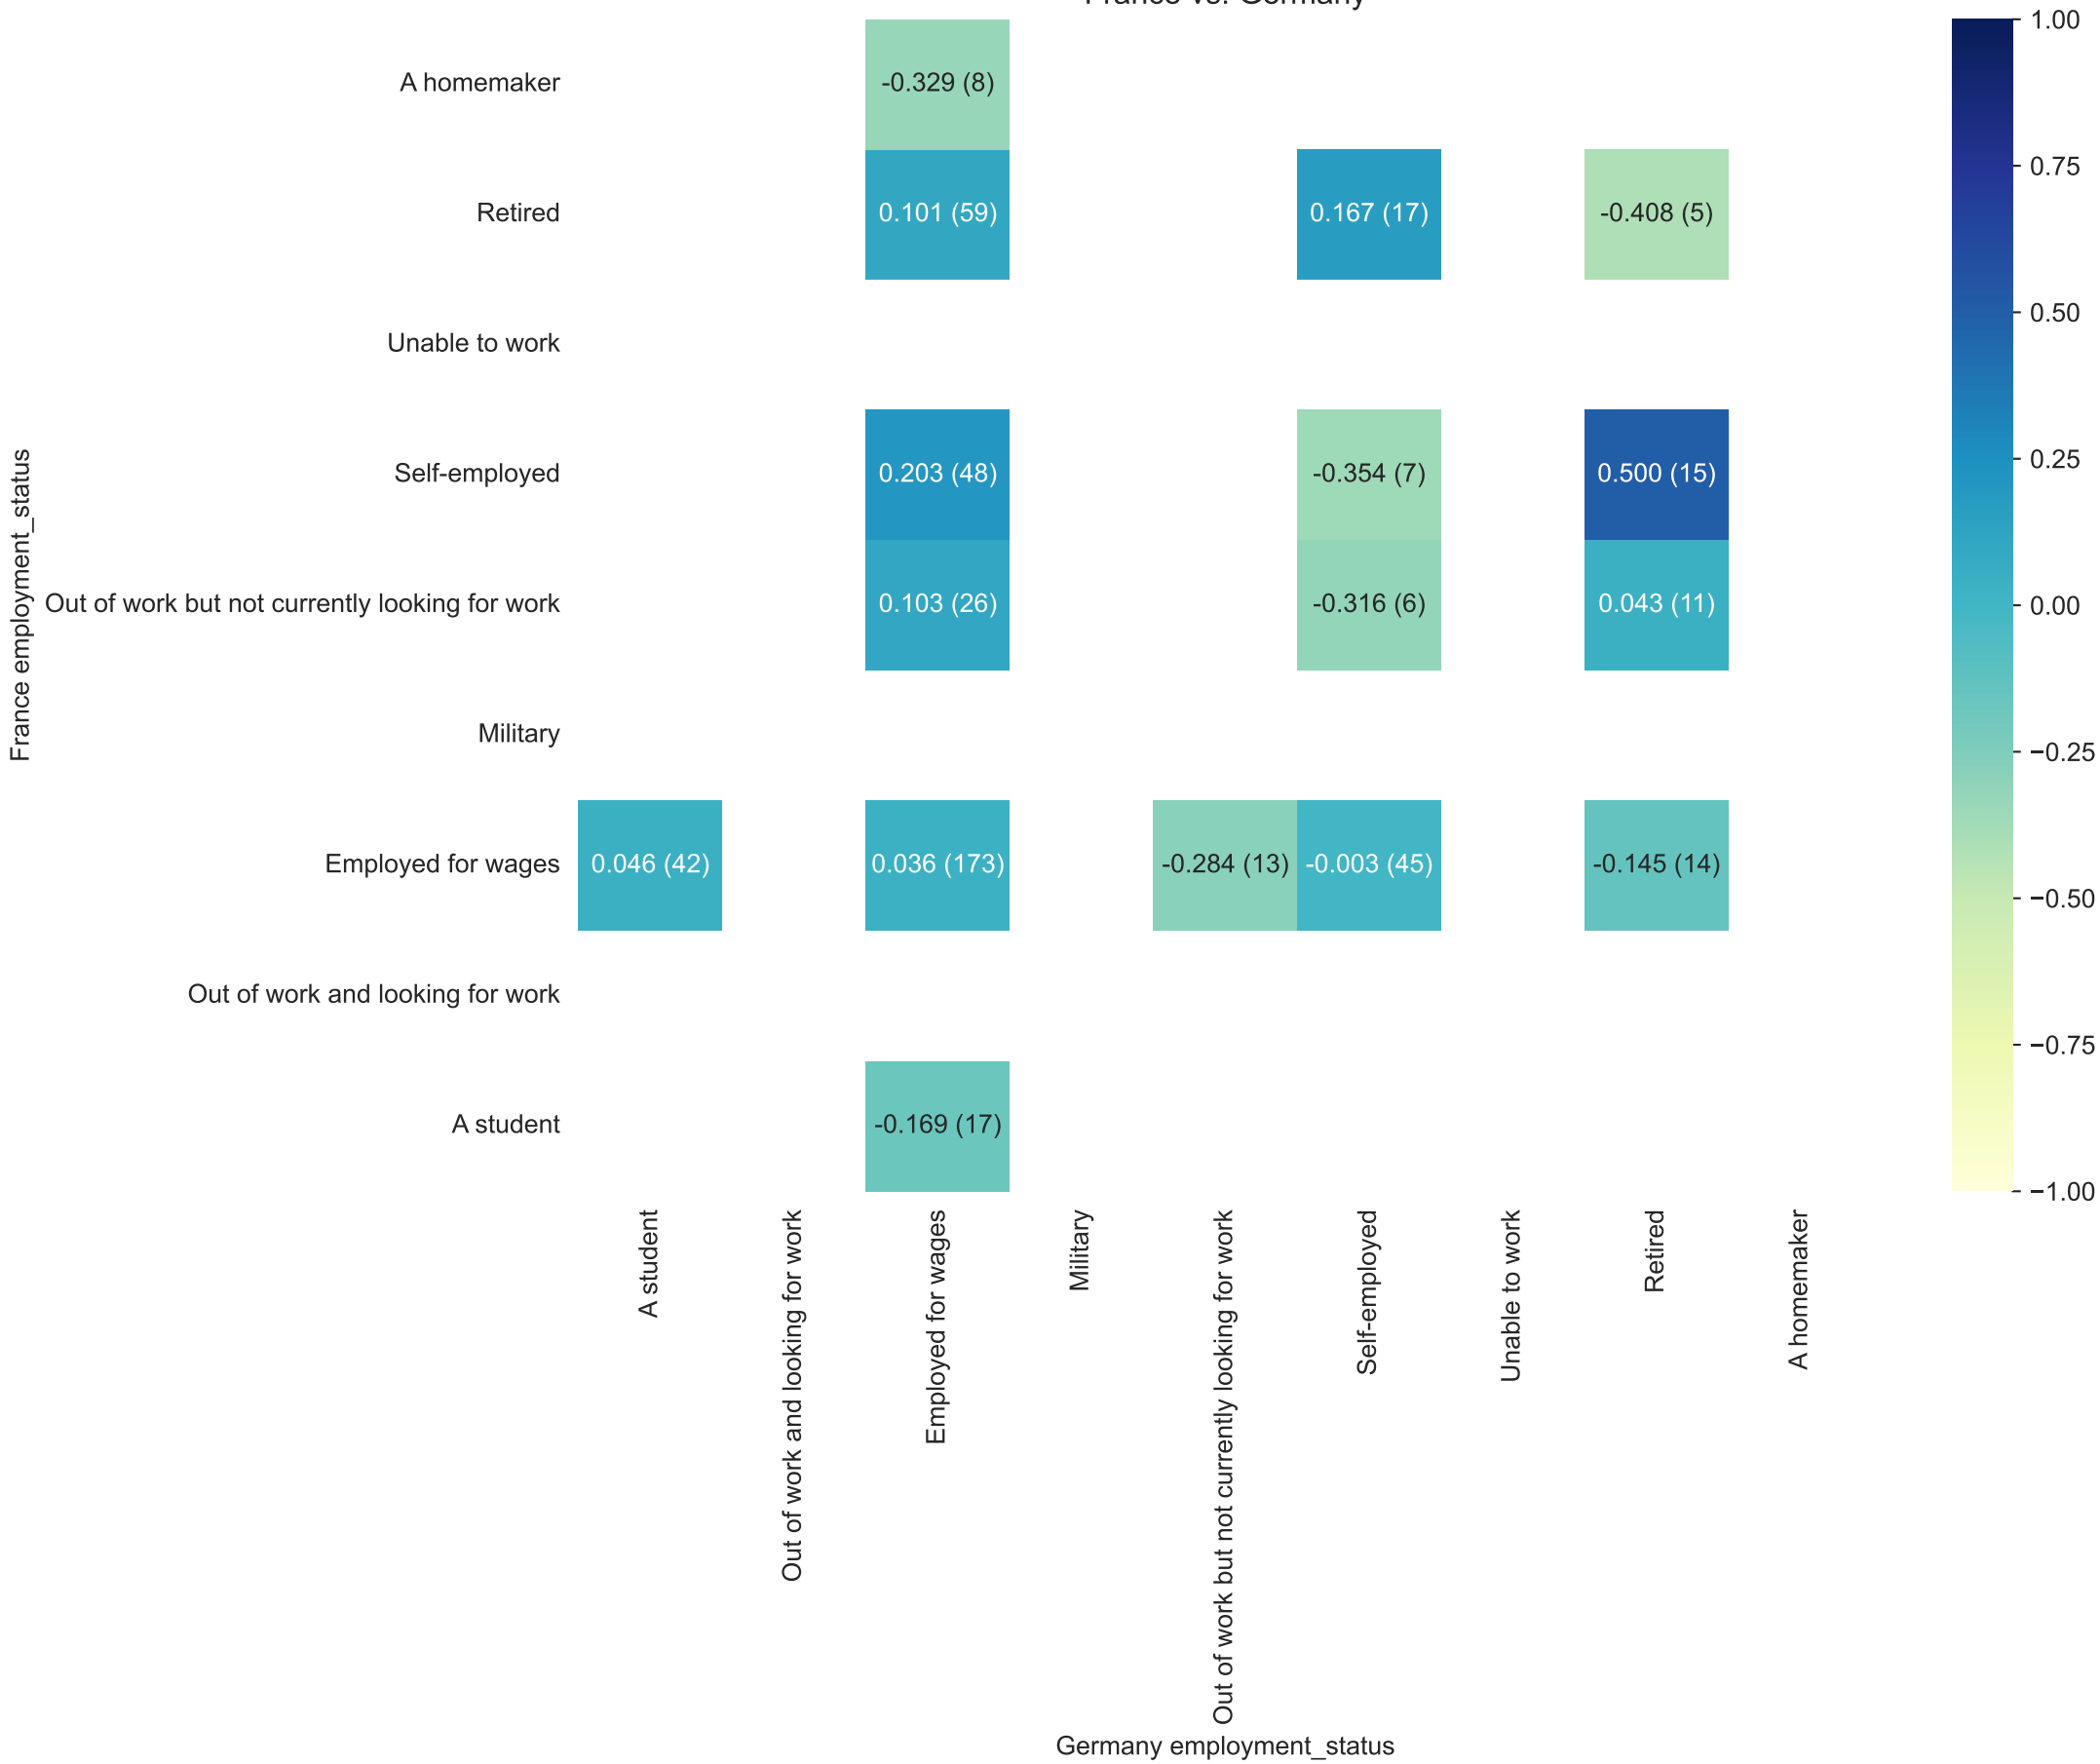 France vs. Germany
A homemaker
-0.329 (8)
Retired
0.101 (59)
0.167 (17)
-0.408 (5)
Unable to work
Self-employed
0.203 (48)
-0.354 (7)
0.500 (15)
Out of work but not currently looking for work
0.103 (26)
-0.316 (6)
0.043 (11)
Military
Employed for wages
0.046 (42)
0.036 (173)
-0.284 (13)
-0.003 (45)
-0.145 (14)
Out of work and looking for work
A student
-0.169 (17)
France employment_status
A student
Out of work and looking for work
Employed for wages
Military
Out of work but not currently looking for work
Self-employed
Unable to work
Retired
A homemaker
Germany employment_status
1.00
0.75
0.50
0.25
0.00
−0.25
−0.50
−0.75
−1.00